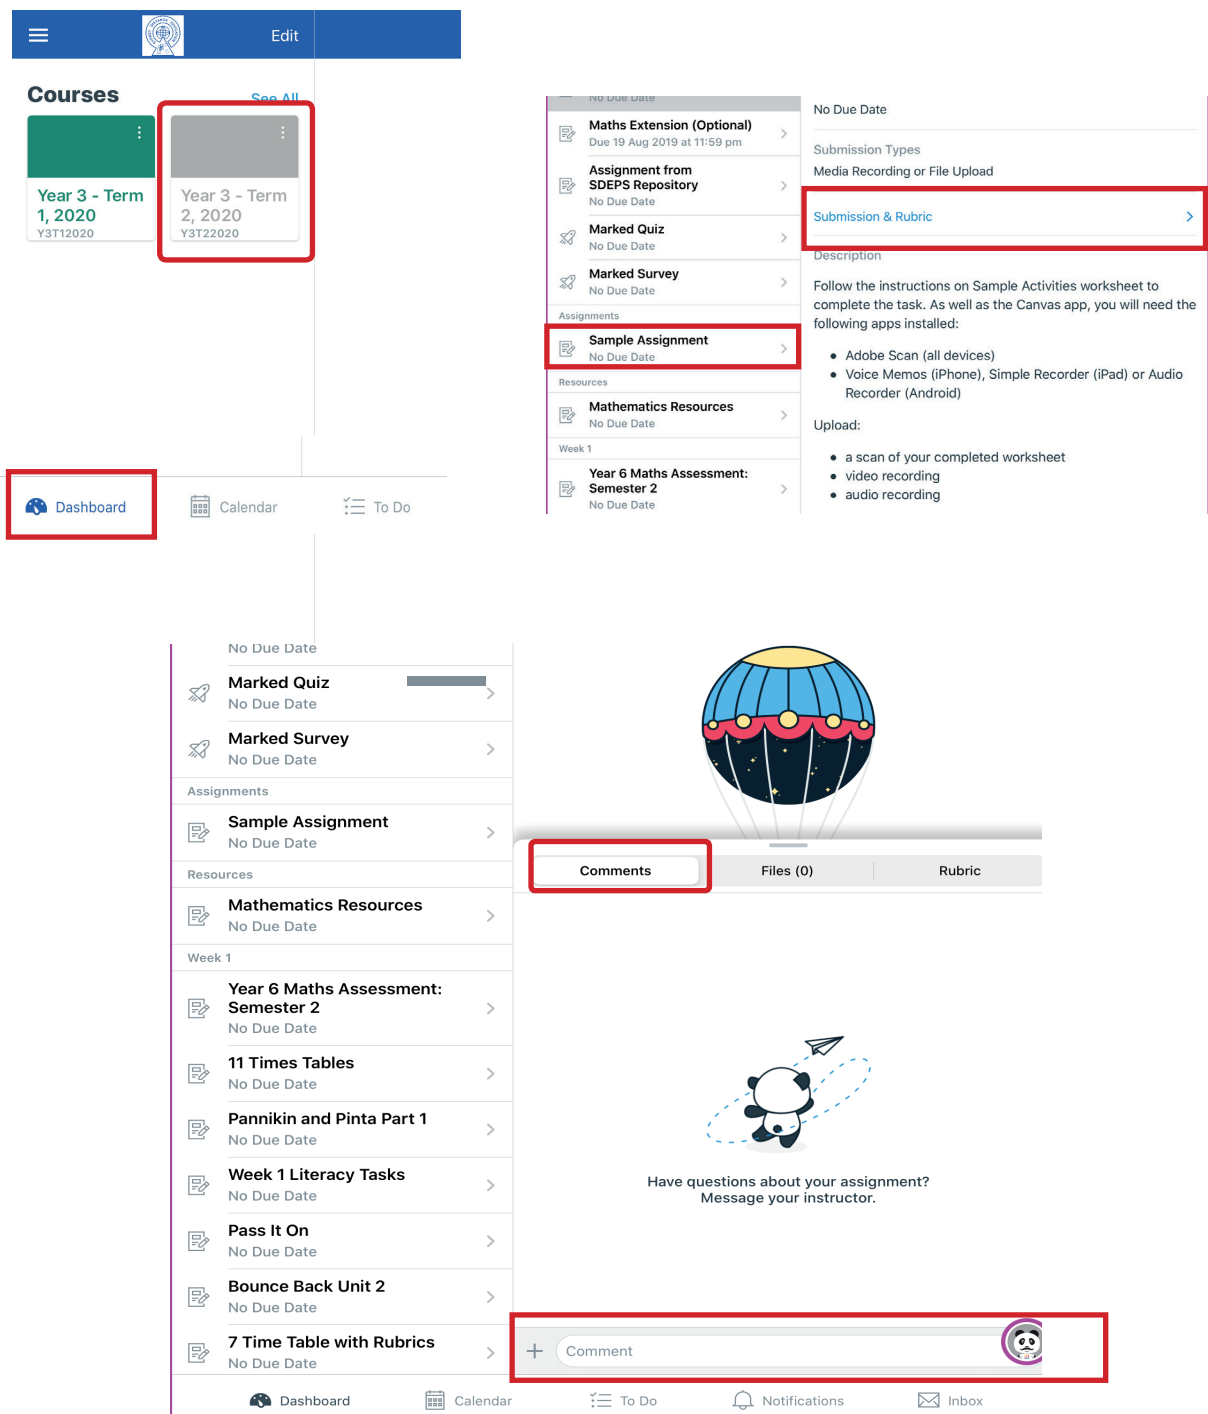 Edit
Courses
See All
Year 3 - Term
1, 2020
Y3T12020
Year 3 - Term
2, 2020
Y3T22020
Dashboard
Calendar
To Do
No Due Date
Maths Extension (Optional)
Due 19 Aug 2019 at 11:59 pm
Assignment from
SDEPS Repository
No Due Date
Marked Quiz
No Due Date
Marked Survey
No Due Date
Assignments
Sample Assignment
No Due Date
Resources
Mathematics Resources
No Due Date
Week 1
Year 6 Maths Assessment:
Semester 2
No Due Date
No Due Date
Submission Types
Media Recording or File Upload
Submission & Rubric
Description
Follow the instructions on Sample Activities worksheet to
complete the task. As well as the Canvas app, you will need the
following apps installed:
• Adobe Scan (all devices)
• Voice Memos (iPhone), Simple Recorder (iPad) or Audio
Recorder (Android)
Upload:
• a scan of your completed worksheet
• video recording
• audio recording
No Due Date
Marked Quiz
No Due Date
Marked Survey
No Due Date
Assignments
Sample Assignment
No Due Date
Resources
Mathematics Resources
No Due Date
Week 1
Year 6 Maths Assessment:
Semester 2
No Due Date
11 Times Tables
No Due Date
Pannikin and Pinta Part 1
No Due Date
Week 1 Literacy Tasks
No Due Date
Pass It On
No Due Date
Bounce Back Unit 2
No Due Date
7 Time Table with Rubrics
No Due Date
Comments
Files (0)
Rubric
Have questions about your assignment?
Message your instructor.
Comment
Dashboard
Calendar
To Do
Notifications
Inbox